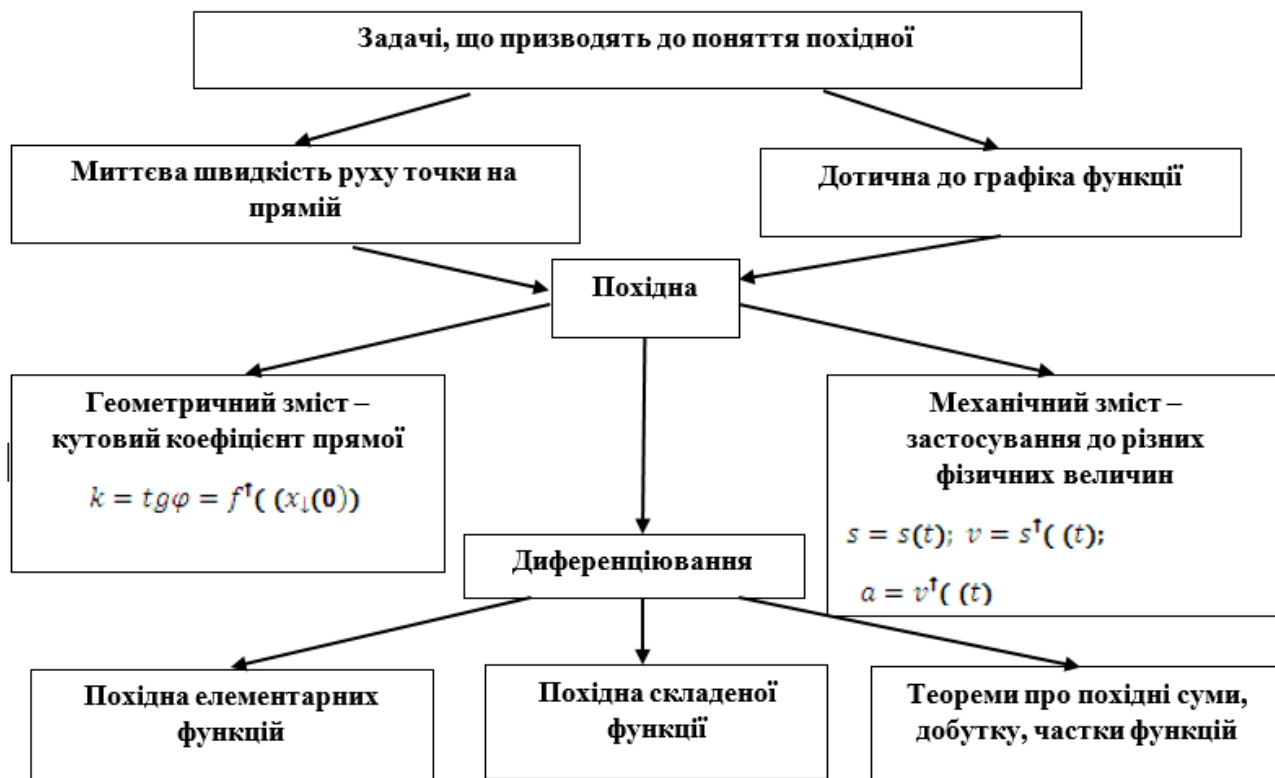 Задачі, що призводять до поняття похідної
Миттєва швидкість руху точки на
прямій
Дотична до графіка функції
Похідна
Геометричний зміст –
кутовий коефіцієнт прямої
k = tgφ = f↑( (x↓(0))
Механічний зміст –
застосування до різних
фізичних величин
s = s(t); v = s↑( (t);
a = v↑( (t)
Диференціювання
Похідна елементарних
функцій
Похідна складеної
функції
Теореми про похідні суми,
добутку, частки функцій